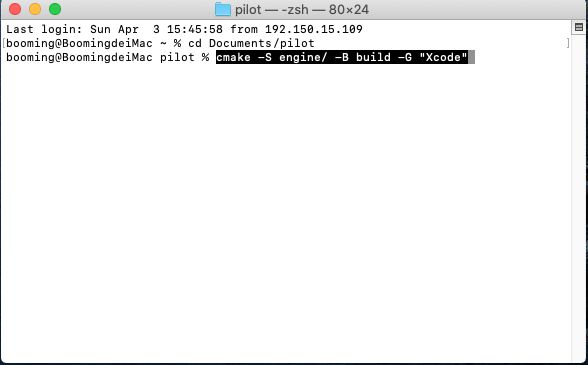 pilot — -zsh — 80×24
Last login: Sun Apr  3 15:45:58 from 192.150.15.109
[booming@BoomingdeiMac ~ % cd Documents/pilot ]
booming@BoomingdeiMac pilot % cmake -S engine/ -B build -G "Xcode"